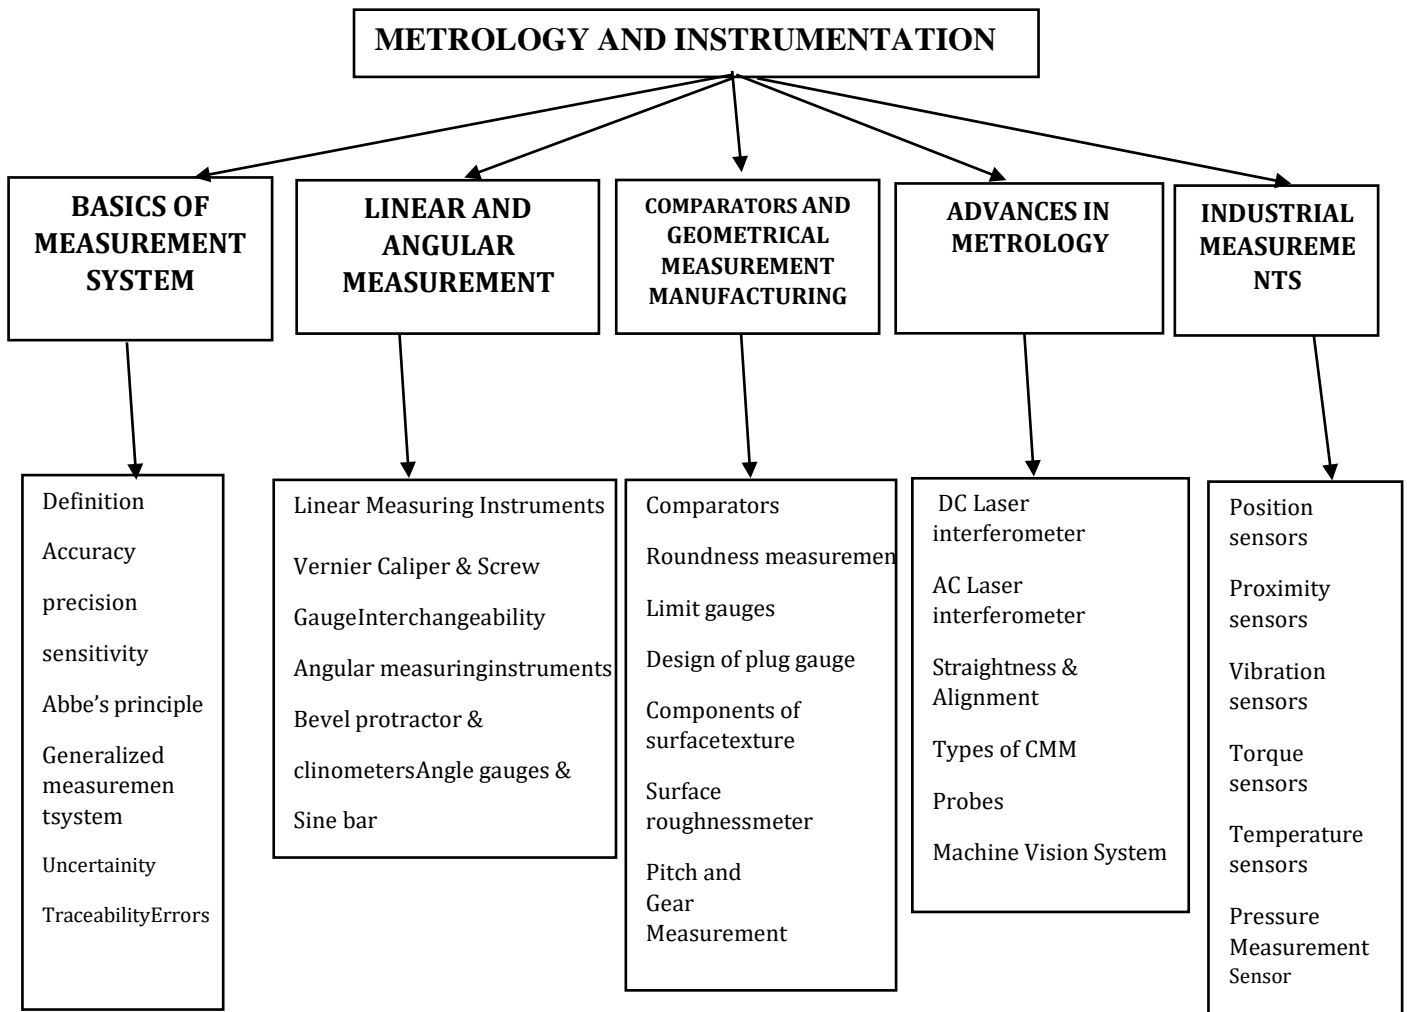 METROLOGY AND INSTRUMENTATION
BASICS OF
MEASUREMENT
SYSTEM
LINEAR AND
ANGULAR
MEASUREMENT
COMPARATORS AND
GEOMETRICAL
MEASUREMENT
MANUFACTURING
ADVANCES IN
METROLOGY
INDUSTRIAL
MEASUREME
NTS
Definition
Accuracy
precision
sensitivity
Abbe’s principle
Generalized
measuremen
tsystem
Uncertainity
TraceabilityErrors
Linear Measuring Instruments
Vernier Caliper & Screw
GaugeInterchangeability
Angular measuringinstruments
Bevel protractor &
clinometersAngle gauges &
Sine bar
Comparators
Roundness measuremen
Limit gauges
Design of plug gauge
Components of
surfacetexture
Surface
roughnessmeter
Pitch and
Gear
Measurement
DC Laser
interferometer
AC Laser
interferometer
Straightness &
Alignment
Types of CMM
Probes
Machine Vision System
Position
sensors
Proximity
sensors
Vibration
sensors
Torque
sensors
Temperature
sensors
Pressure
Measurement
Sensor